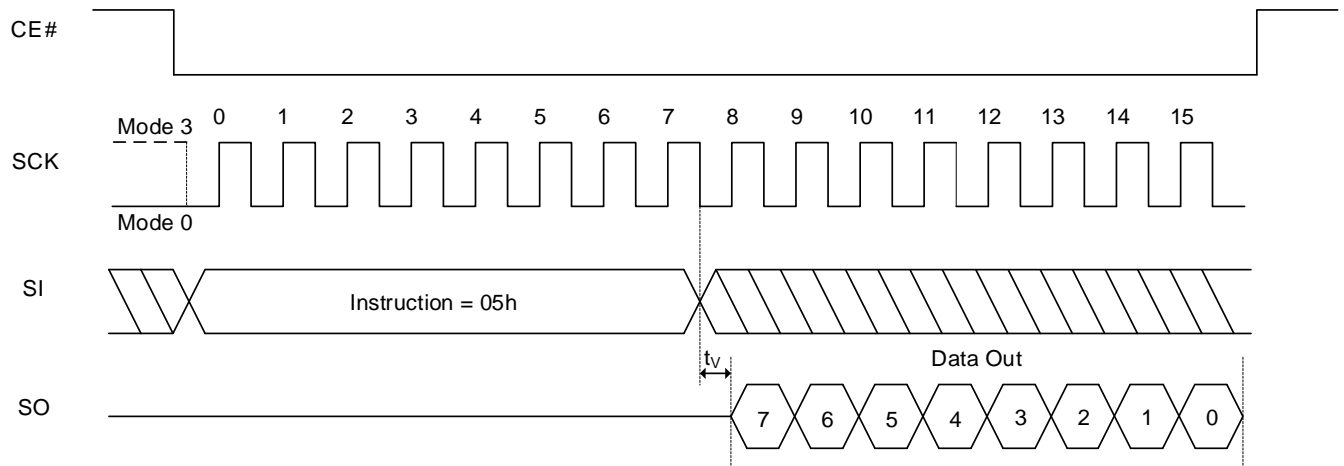 CE#
0 1 2 3 4 5 6 7 8 9 10 11 12 13 14 15
Mode 3
SCK
Mode 0
SI
Instruction = 05h
tV
Data Out
SO
7 6 5 4 3 2 1 0